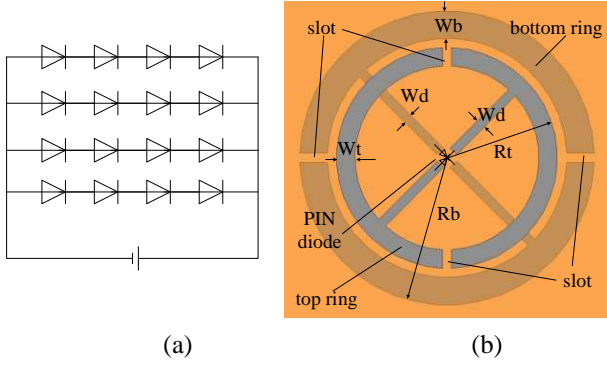 slot
Wb
bottom ring
Wd
Wd
Wt
Rt
PIN
diode
Rb
top ring
slot
(a)
(b)